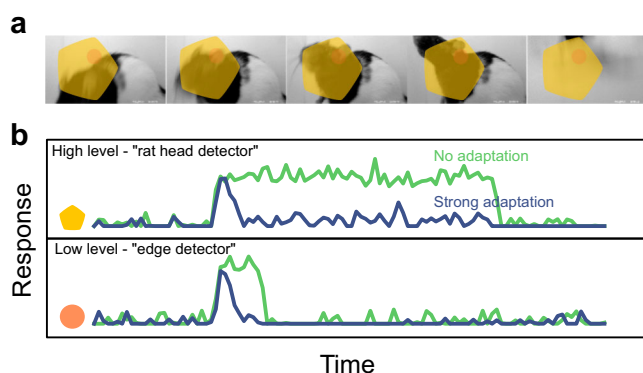 a
b
High level - "rat head detector"
No adaptation
Strong adaptation
Low level - "edge detector"
Response
Time